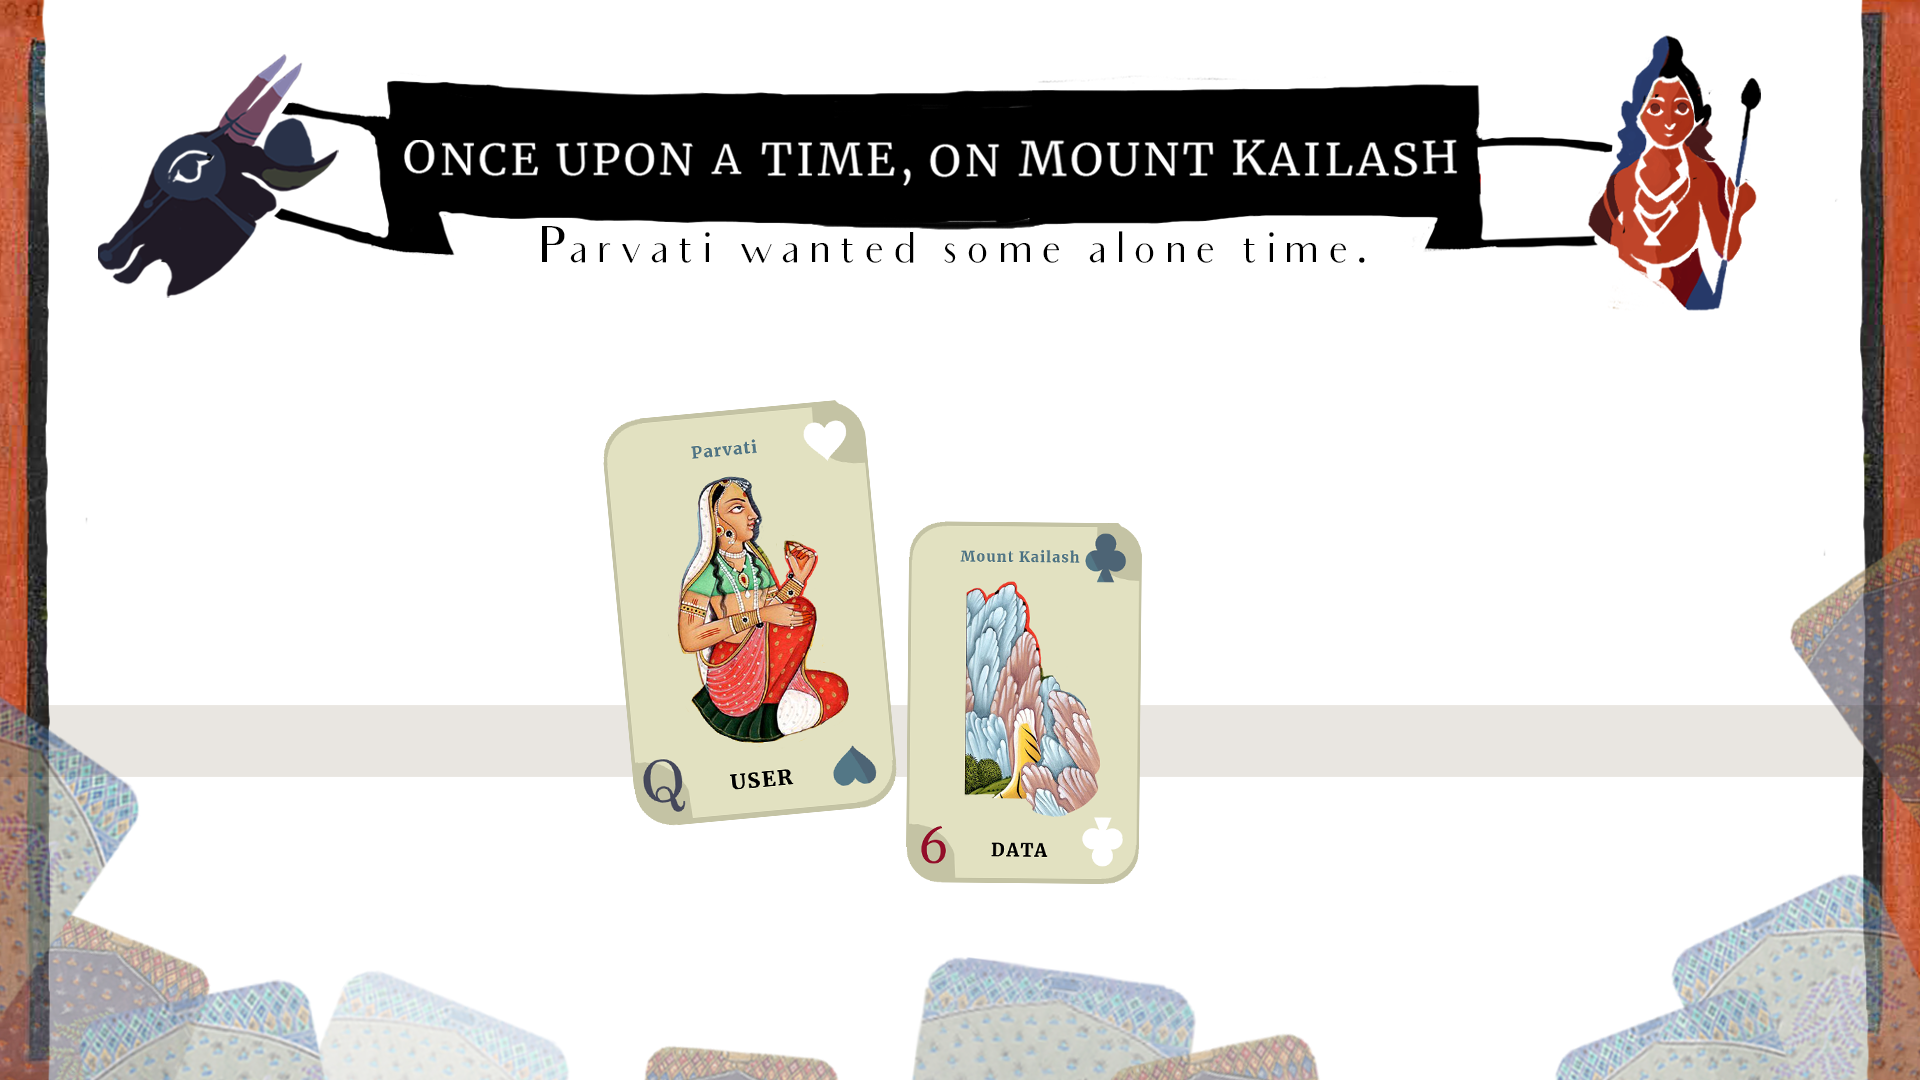 ONCE UPON A TIME, ON MOUNT KAILASH
Parvati wanted some alone time.
Parvati
Q
USER
Mount Kailash
6
DATA